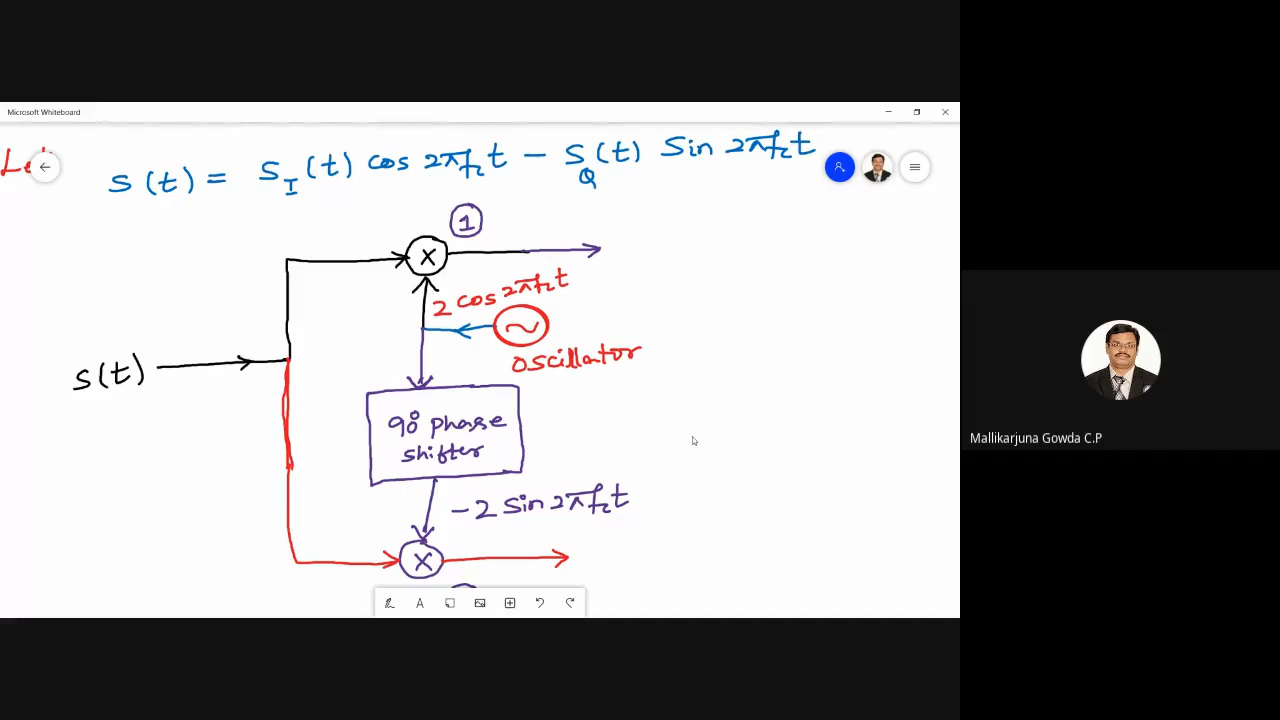 Microsoft Whiteboard
Le
s(t) = S_I(t) cos 2πf_c t - S_Q(t) Sin 2πf_c t
1
X
2 cos 2πf_c t
~
oscillator
s(t)
90° phase
shifter
-2 sin 2πf_c t
X
A
Mallikarjuna Gowda C.P